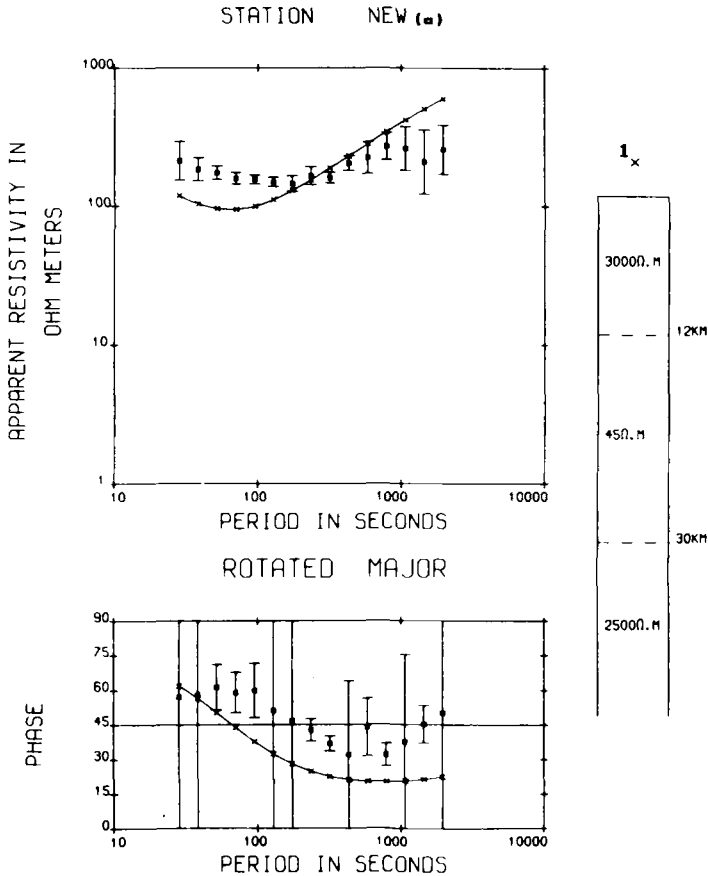 STATION NEW (a)
APPARENT RESISTIVITY IN
OHM METERS
1000
100
10
1
10 100 1000 10000
PERIOD IN SECONDS
ROTATED MAJOR
PHASE
90
75
60
45
30
15
0
10 100 1000 10000
PERIOD IN SECONDS
1
3000Ω.M
12KM
45Ω.M
30KM
2500Ω.M